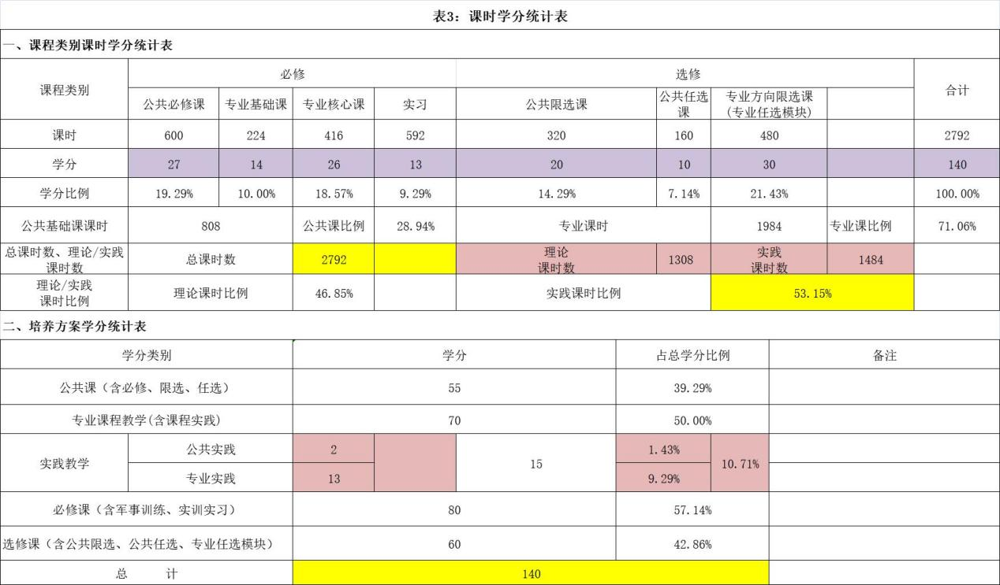 表3：课时学分统计表
一、课程类别课时学分统计表
课程类别 必修 选修 合计
公共必修课 专业基础课 专业核心课 实习 公共限选课 公共任选
课 专业方向限选课
(专业任选模块)
课时 600 224 416 592 320 160 480 2792
学分 27 14 26 13 20 10 30 140
学分比例 19.29% 10.00% 18.57% 9.29% 14.29% 7.14% 21.43% 100.00%
公共基础课课时 808 公共课比例 28.94% 专业课时 1984 专业课比例 71.06%
总课时数、理论/实践
课时数 总课时数 2792 理论
课时数 1308 实践
课时数 1484
理论/实践
课时比例 理论课时比例 46.85% 实践课时比例 53.15%
二、培养方案学分统计表
学分类别 学分 占总学分比例 备注
公共课（含必修、限选、任选） 55 39.29%
专业课程教学(含课程实践) 70 50.00%
实践教学 公共实践 2 15 1.43% 10.71%
专业实践 13 9.29%
必修课（含军事训练、实训实习） 80 57.14%
选修课（含公共限选、公共任选、专业任选模块） 60 42.86%
总 计 140